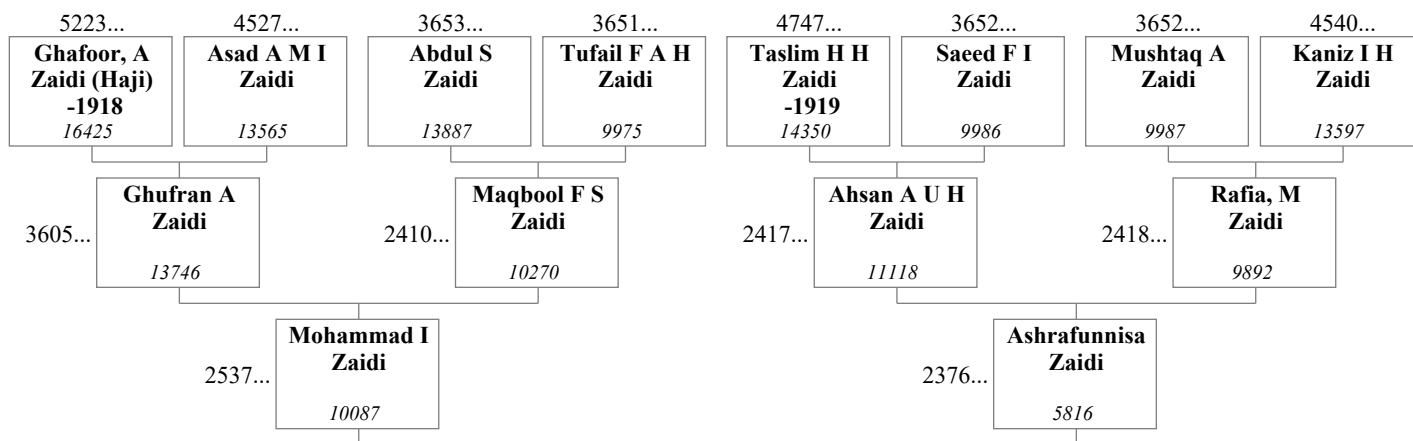 5223... 4527... 3653... 3651... 4747... 3652... 3652... 4540...
Ghafoor, A
Zaidi (Haji)
-1918
16425
Asad A M I
Zaidi
13565
Abdul S
Zaidi
13887
Tufail F A H
Zaidi
9975
Taslim H H
Zaidi
-1919
14350
Saeed F I
Zaidi
9986
Mushtaq A
Zaidi
9987
Kaniz I H
Zaidi
13597
3605...
Ghufran A
Zaidi
13746
2410...
Maqbool F S
Zaidi
10270
2417...
Ahsan A U H
Zaidi
11118
2418...
Rafia, M
Zaidi
9892
2537...
Mohammad I
Zaidi
10087
2376...
Ashrafunnisa
Zaidi
5816